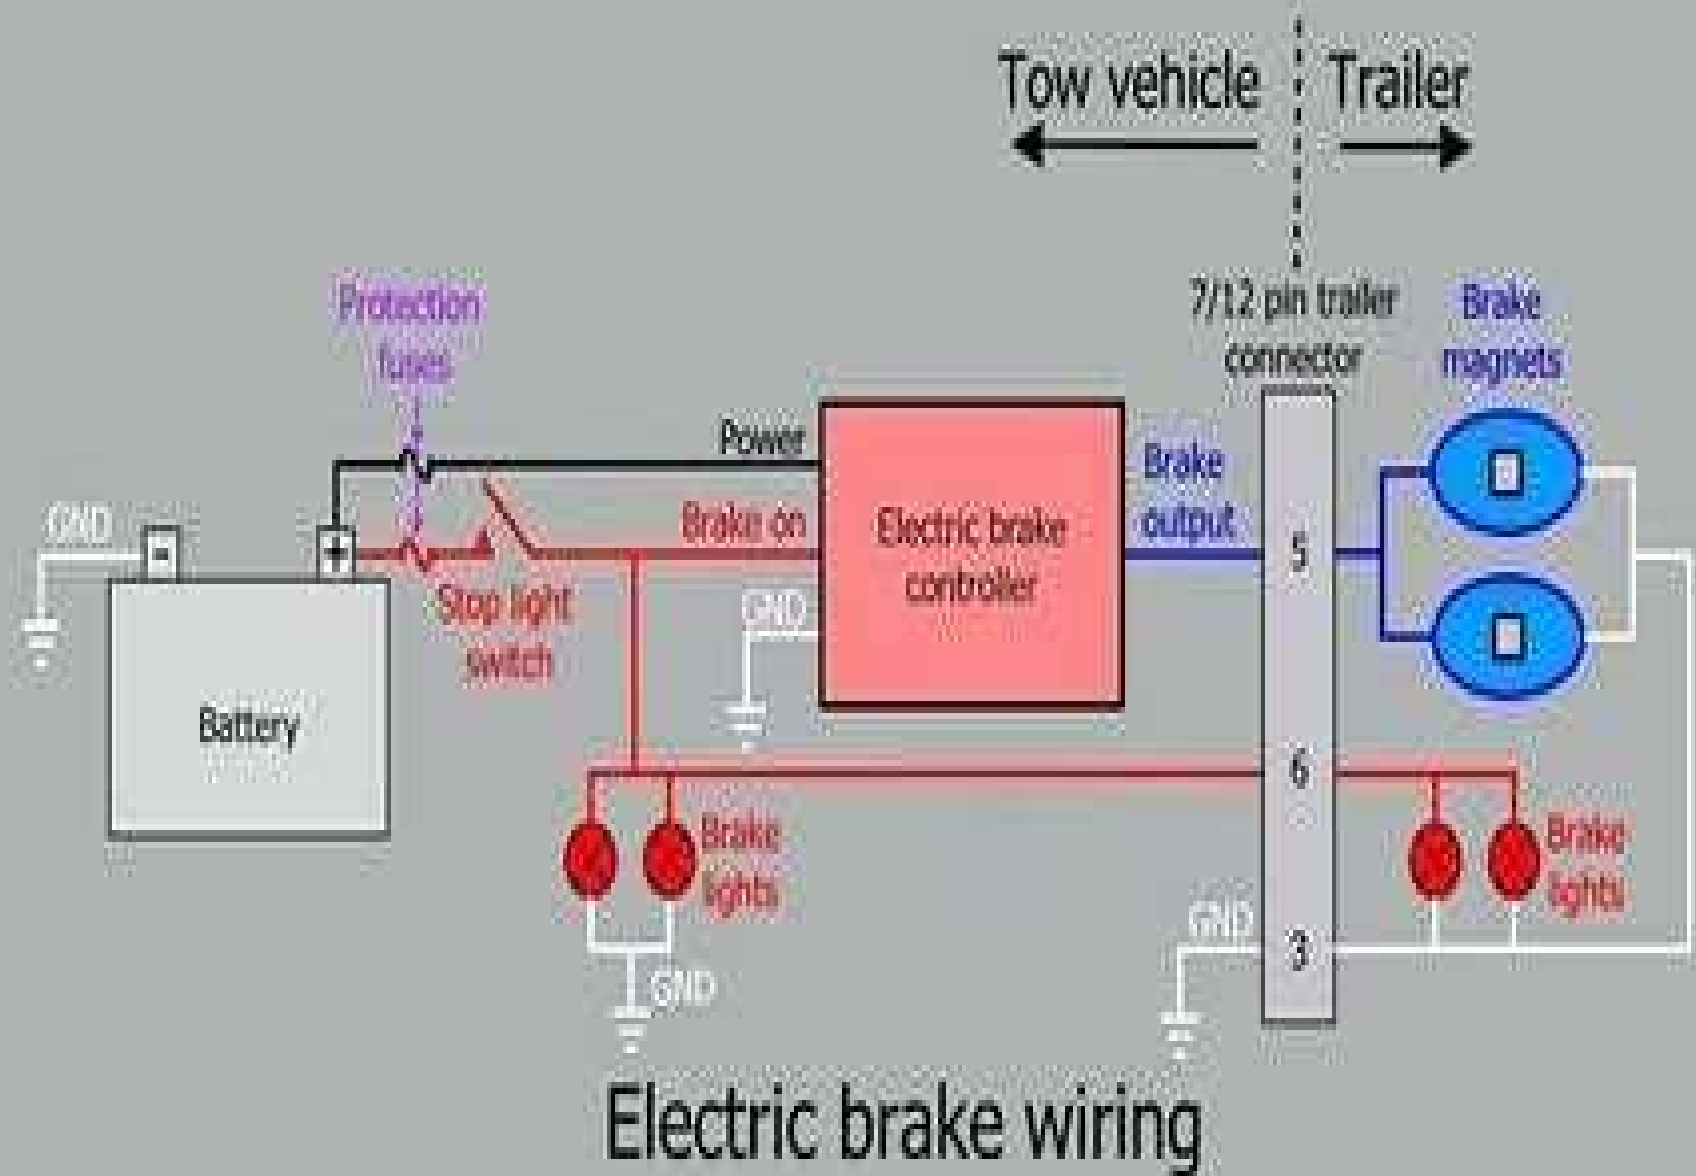 Tow vehicle
Trailer
7/12 pin trailer
connector
Brake
magnets
Protection
fuses
Power
Brake
output
GND
-
+
Brake on
Electric brake
controller
5
Stop light
switch
GND
Battery
6
Brake
lights
Brake
lights
GND
3
GND
Electric brake wiring